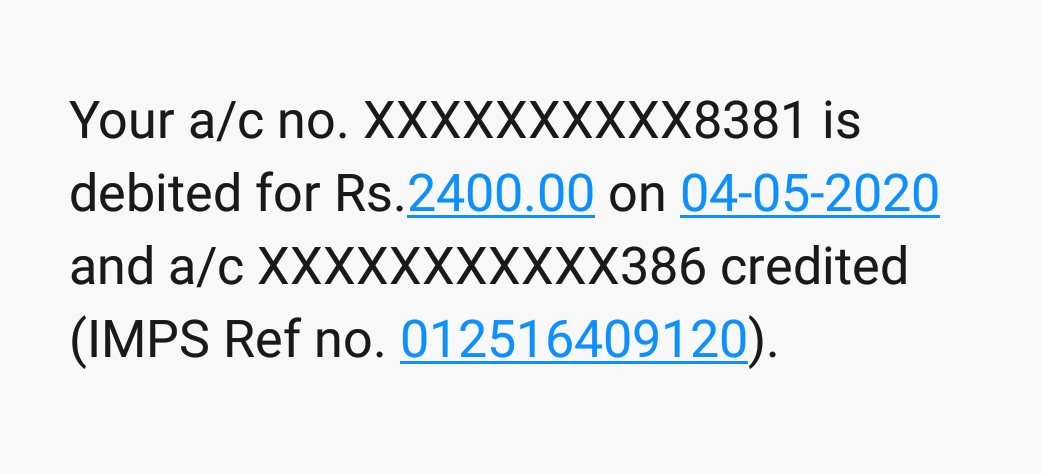 Your a/c no. XXXXXXXXXX8381 is
debited for Rs.2400.00 on 04-05-2020
and a/c XXXXXXXXXXX386 credited
(IMPS Ref no. 012516409120).